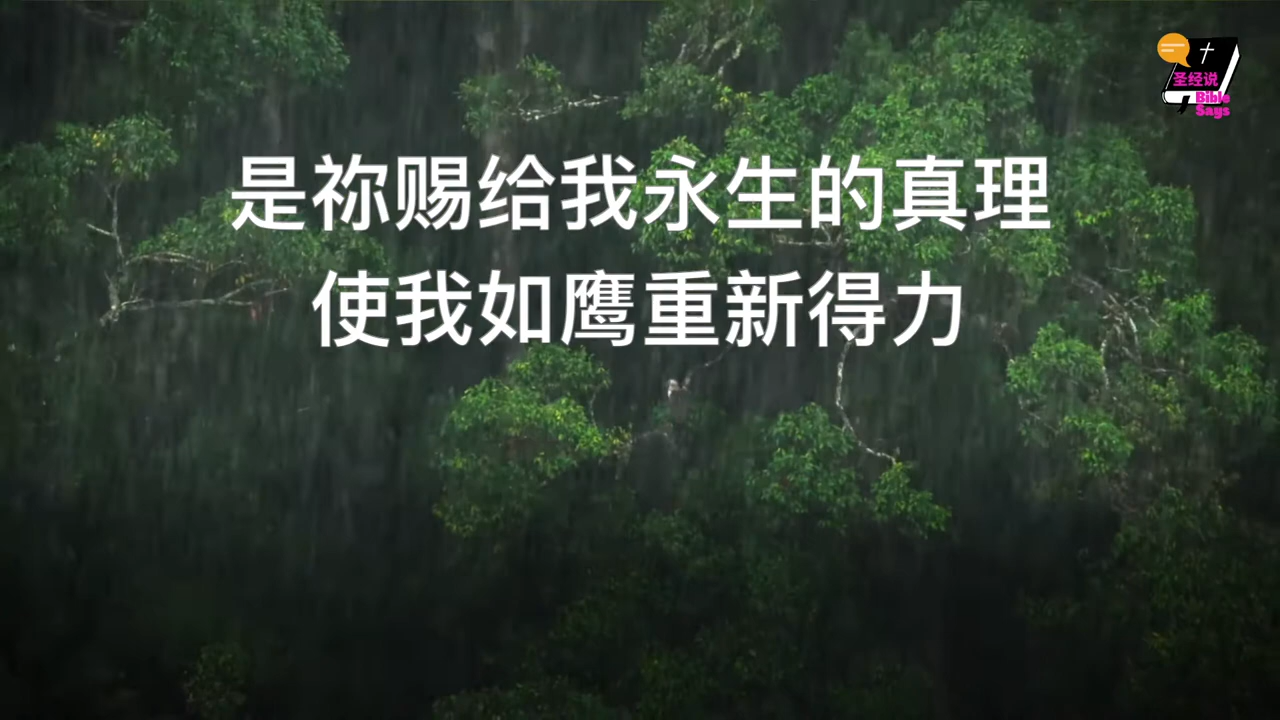 圣经说
Bible
Says
是祢赐给我永生的真理
使我如鹰重新得力